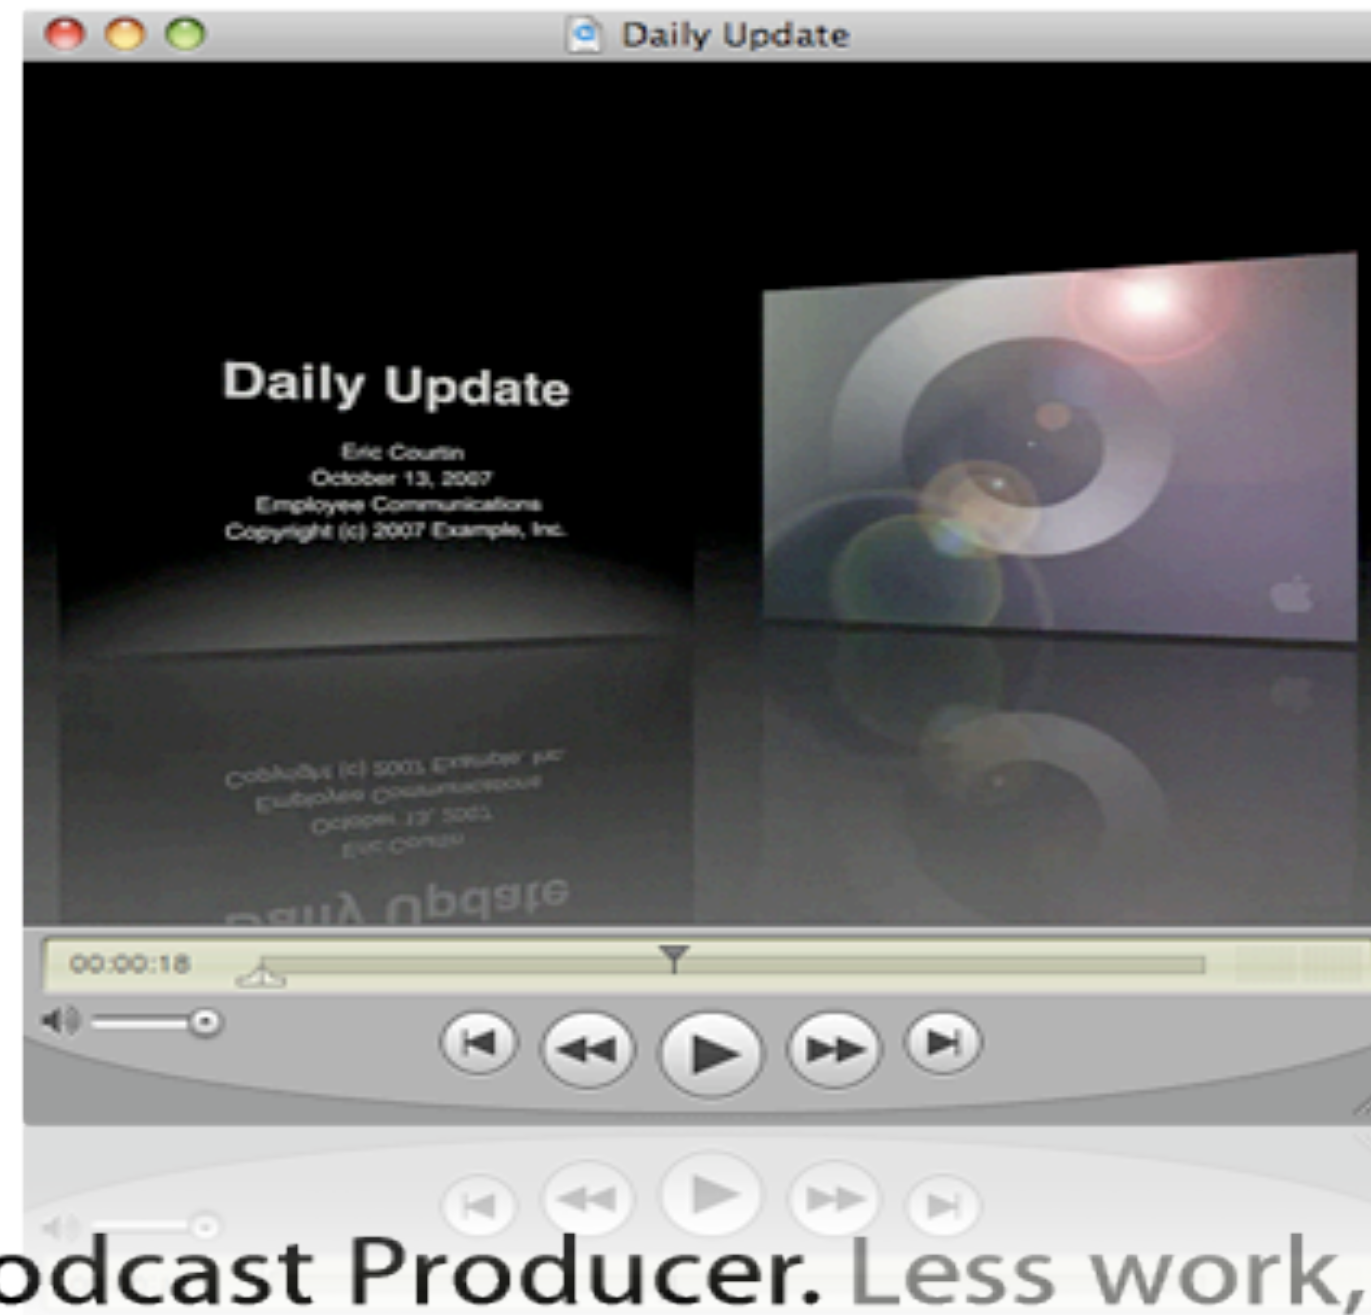 Daily Update
Daily Update
Eric Courtin
October 13, 2007
Employee Communications
Copyright (c) 2007 Example, Inc.
00:00:18
odcast Producer. Less work,